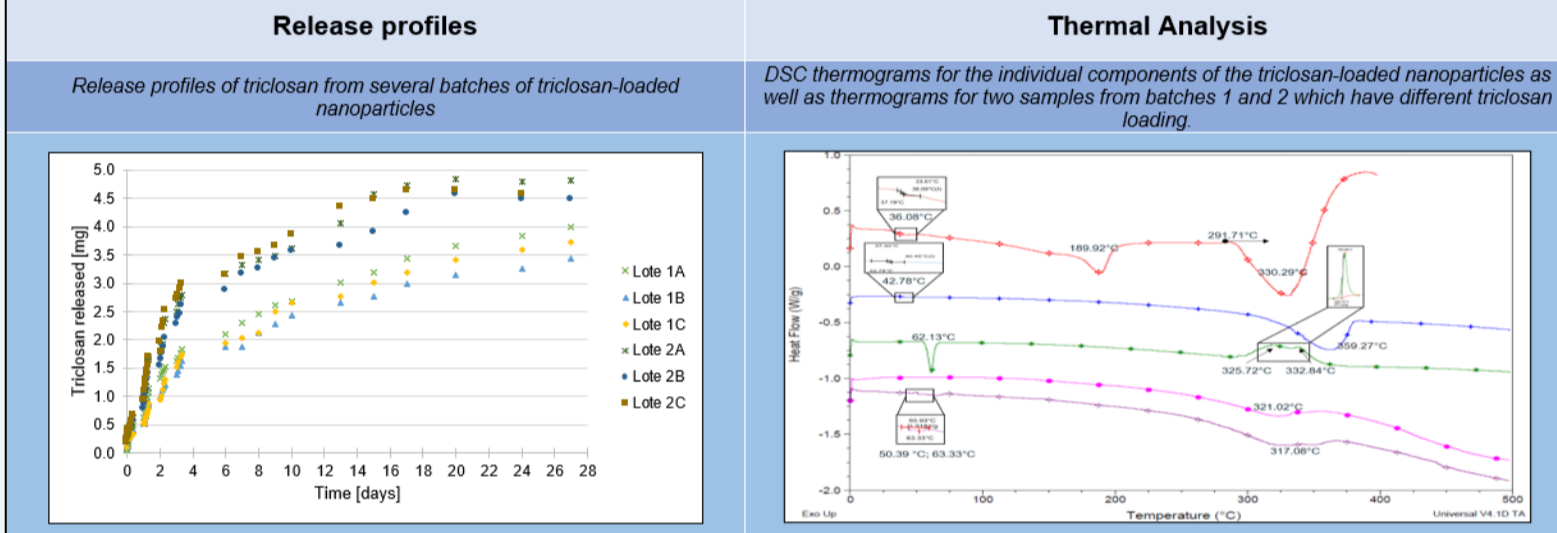 Release profiles
Thermal Analysis
Release profiles of triclosan from several batches of triclosan-loaded
nanoparticles
DSC thermograms for the individual components of the triclosan-loaded nanoparticles as
well as thermograms for two samples from batches 1 and 2 which have different triclosan
loading.
Triclosan released [mg]
5.0
4.5
4.0
3.5
3.0
2.5
2.0
1.5
1.0
0.5
0.0
0 2 4 6 8 10 12 14 16 18 20 22 24 26 28
Time [days]
Lote 1A
Lote 1B
Lote 1C
Lote 2A
Lote 2B
Lote 2C
Heat Flow (W/g)
1.0
0.5
0.0
-0.5
-1.0
-1.5
-2.0
36.08°C
42.78°C
189.92°C
291.71°C
330.29°C
359.27°C
62.13°C
325.72°C
332.84°C
321.02°C
317.08°C
63.33°C
50.39 °C; 63.33°C
0 100 200 300 400 500
Exo Up
Temperature (°C)
Universal V4.1D TA